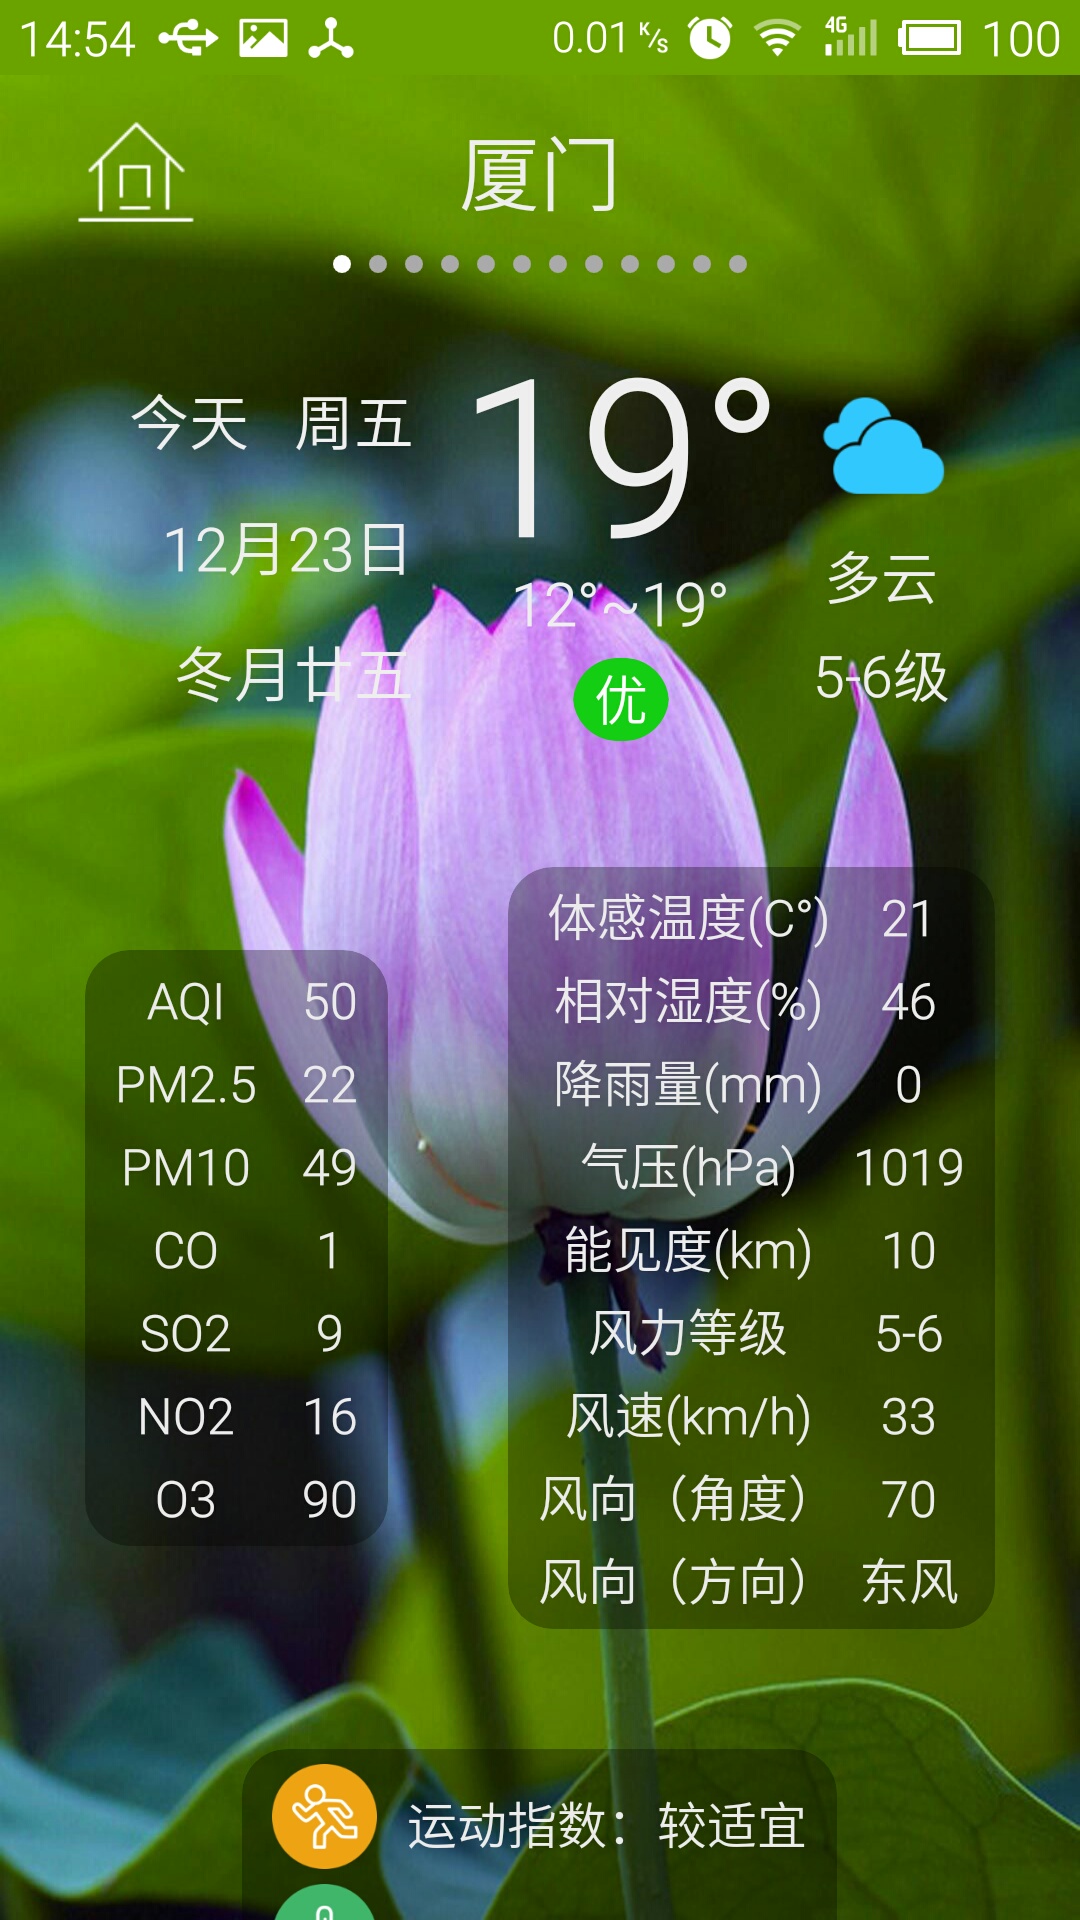 14:54 0.01 K/s 4G 100
厦门
今天 周五 19°
12月23日
12°~19° 多云
冬月廿五 优 5-6级
体感温度(C°) 21
相对湿度(%) 46
降雨量(mm) 0
气压(hPa) 1019
能见度(km) 10
风力等级 5-6
风速(km/h) 33
风向（角度） 70
风向（方向） 东风
AQI 50
PM2.5 22
PM10 49
CO 1
SO2 9
NO2 16
O3 90
运动指数：较适宜